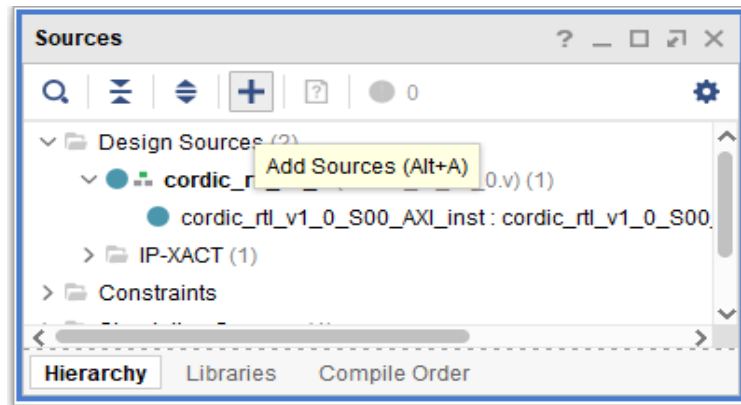 Sources
? 0
Design Sources (2)
Add Sources (Alt+A)
cordic_r 0.v) (1)
cordic_rtl_v1_0_S00_AXI_inst : cordic_rtl_v1_0_S00_
IP-XACT (1)
Constraints
Hierarchy Libraries Compile Order